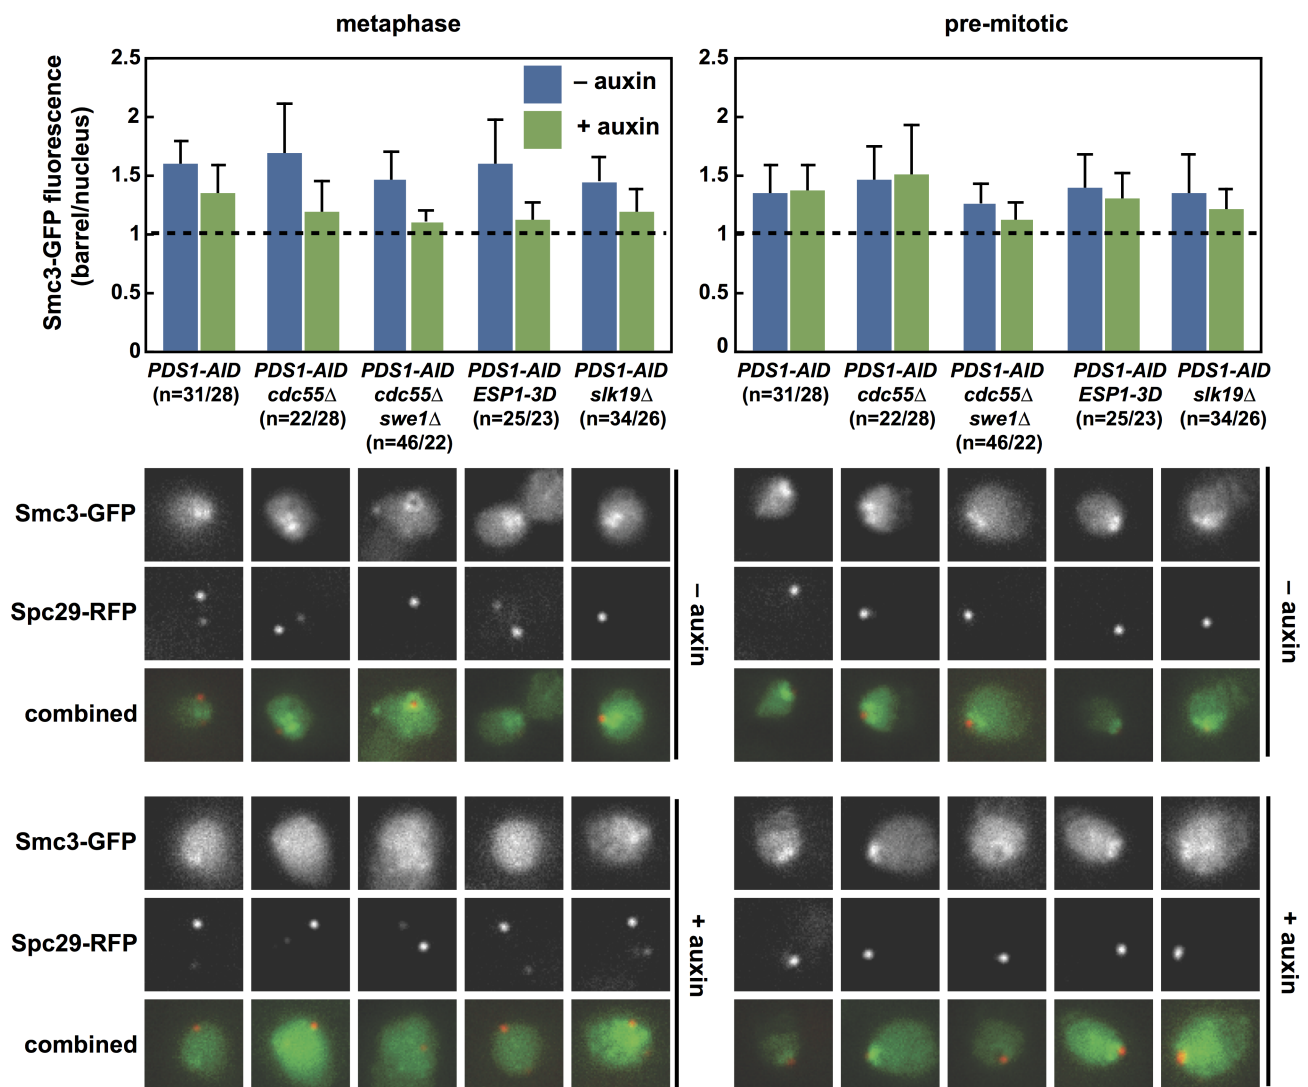 metaphase
pre-mitotic
Smc3-GFP fluorescence
(barrel/nucleus)
2.5
2
1.5
1
0.5
0
– auxin
+ auxin
2.5
2
1.5
1
0.5
0
PDS1-AID
(n=31/28)
PDS1-AID
cdc55Δ
(n=22/28)
PDS1-AID
cdc55Δ
swe1Δ
(n=46/22)
PDS1-AID
ESP1-3D
(n=25/23)
PDS1-AID
slk19Δ
(n=34/26)
PDS1-AID
(n=31/28)
PDS1-AID
cdc55Δ
(n=22/28)
PDS1-AID
cdc55Δ
swe1Δ
(n=46/22)
PDS1-AID
ESP1-3D
(n=25/23)
PDS1-AID
slk19Δ
(n=34/26)
Smc3-GFP
Spc29-RFP
combined
– auxin
– auxin
Smc3-GFP
Spc29-RFP
combined
+ auxin
+ auxin